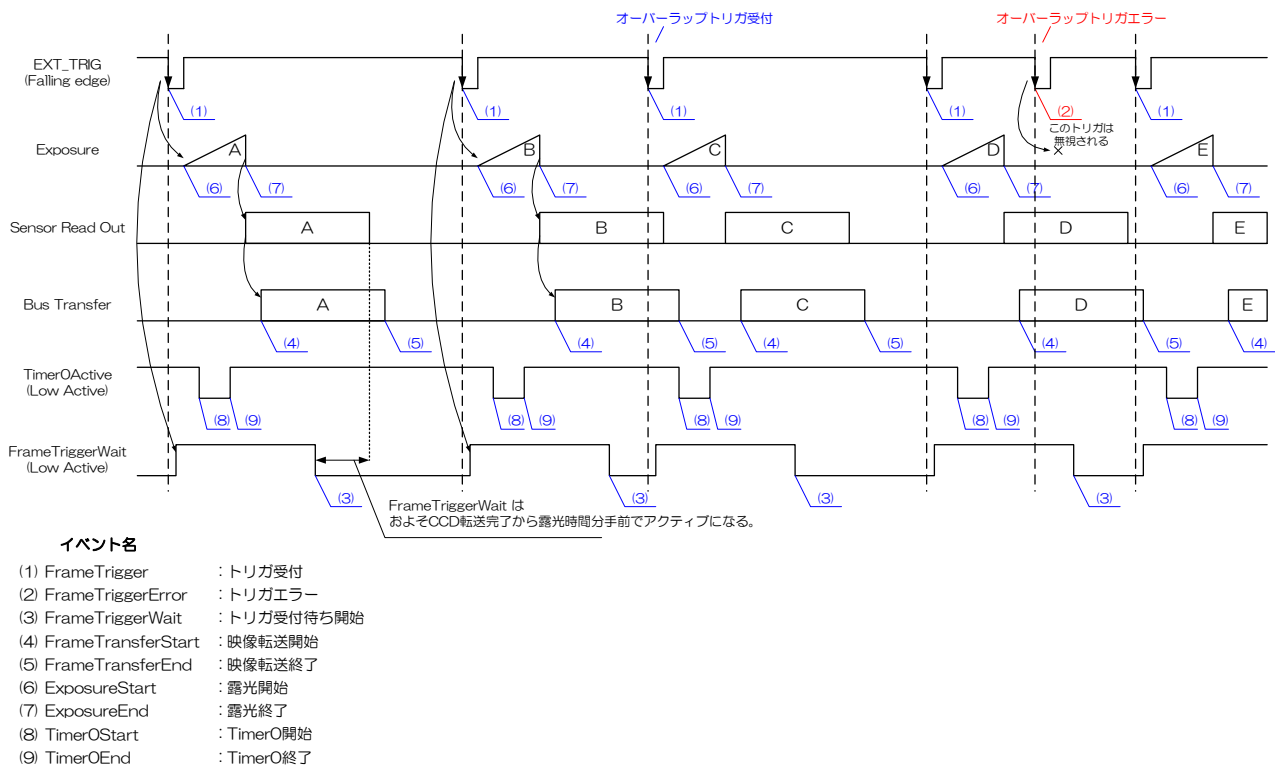 オーバーラップトリガ受付
オーバーラップトリガエラー
EXT_TRIG
(Falling edge)
(1)
(1)
(1)
(1)
(2)
(1)
このトリガは
無視される
Exposure
A
B
C
D
E
(6)
(7)
(6)
(7)
(6)
(7)
(6)
(7)
(6)
(7)
Sensor Read Out
A
B
C
D
E
Bus Transfer
A
B
C
D
E
(4)
(5)
(4)
(5)
(4)
(5)
(4)
(5)
(4)
Timer0Active
(Low Active)
(8)
(9)
(8)
(9)
(8)
(9)
(8)
(9)
(8)
(9)
FrameTriggerWait
(Low Active)
(3)
(3)
(3)
(3)
FrameTriggerWait は
およそCCD転送完了から露光時間分手前でアクティブになる。
イベント名
(1) FrameTrigger ：トリガ受付
(2) FrameTriggerError ：トリガエラー
(3) FrameTriggerWait ：トリガ受付待ち開始
(4) FrameTransferStart ：映像転送開始
(5) FrameTransferEnd ：映像転送終了
(6) ExposureStart ：露光開始
(7) ExposureEnd ：露光終了
(8) Timer0Start ：Timer0開始
(9) Timer0End ：Timer0終了